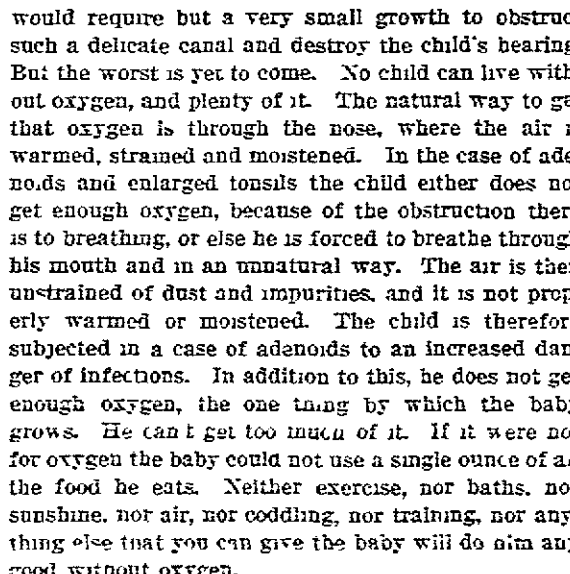 would require but a very small growth to obstruc
such a delicate canal and destroy the child's hearing
But the worst is yet to come. No child can live with
out oxygen, and plenty of it. The natural way to ge
that oxygen is through the nose, where the air i
warmed, strained and moistened. In the case of ade
noids and enlarged tonsils the child either does no
get enough oxygen, because of the obstruction ther
is to breathing, or else he is forced to breathe throug
his mouth and in an unnatural way. The air is the
unstrained of dust and impurities, and it is not prop
erly warmed or moistened. The child is therefor
subjected in a case of adenoids to an increased dan
ger of infections. In addition to this, he does not ge
enough oxygen, the one thing by which the baby
grows. He can't get too much of it. If it were no
for oxygen the baby could not use a single ounce of a
the food he eats. Neither exercise, nor baths, no
sunshine, nor air, nor coddling, nor training, nor any
thing else that you can give the baby will do him any
good without oxygen.